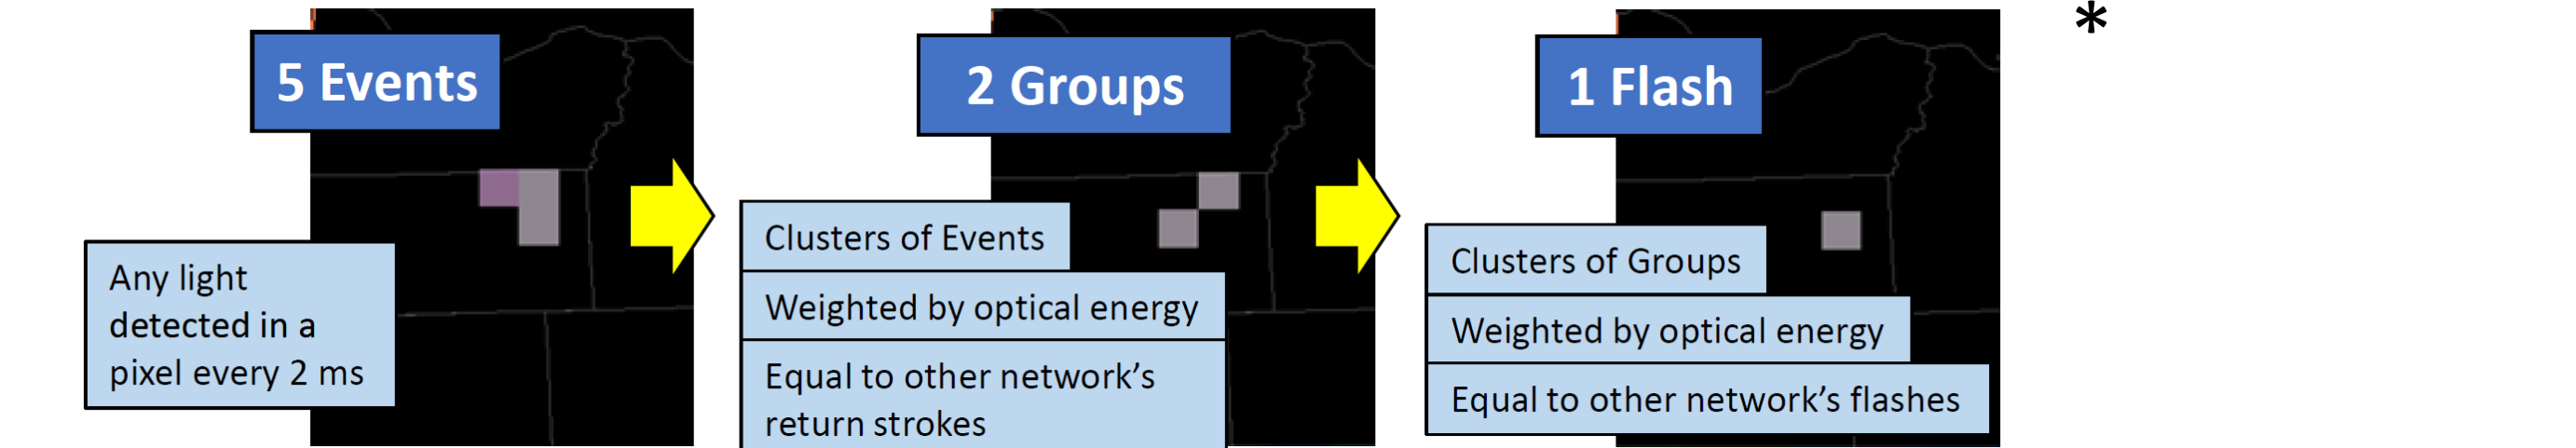 5 Events
Any light
detected in a
pixel every 2 ms
2 Groups
Clusters of Events
Weighted by optical energy
Equal to other network’s
return strokes
1 Flash
Clusters of Groups
Weighted by optical energy
Equal to other network’s flashes
*